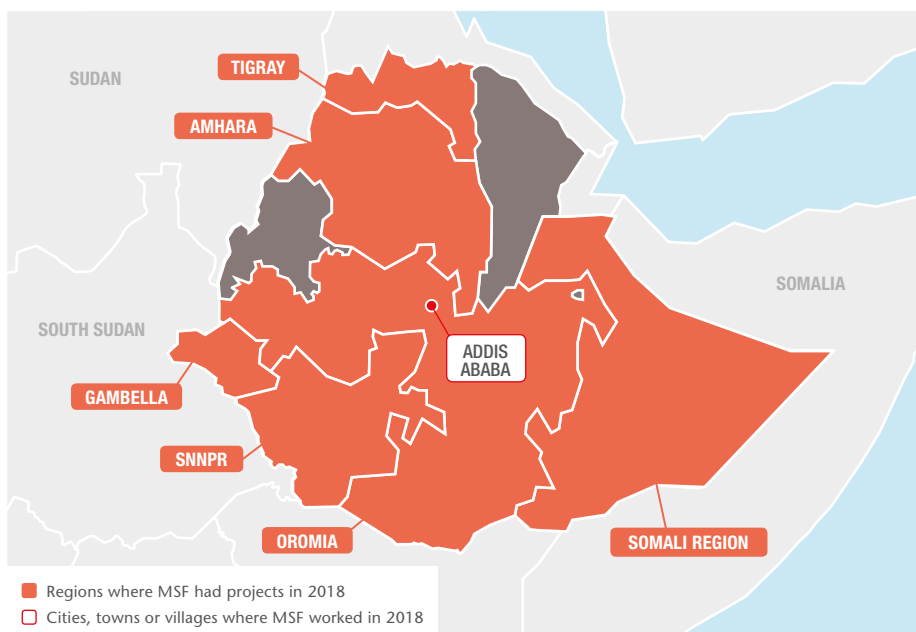 SUDAN
TIGRAY
AMHARA
SOMALIA
SOUTH SUDAN
ADDIS
ABABA
GAMBELLA
SNNPR
OROMIA
SOMALI REGION
Regions where MSF had projects in 2018
Cities, towns or villages where MSF worked in 2018